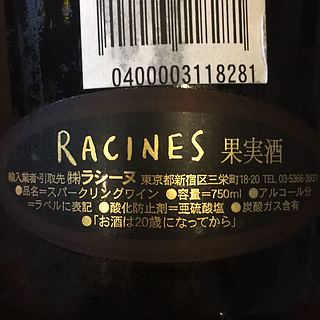 0400003118281
RACINES 果実酒
輸入業者・引取先 ㈱ラシーヌ 東京都新宿区三栄町18-20 TEL 03-5366-3931
●品名=スパークリングワイン ●容量=750ml ●アルコール分
=ラベルに表記 ●酸化防止剤=亜硫酸塩 ●炭酸ガス含有
●「お酒は20歳になってから」